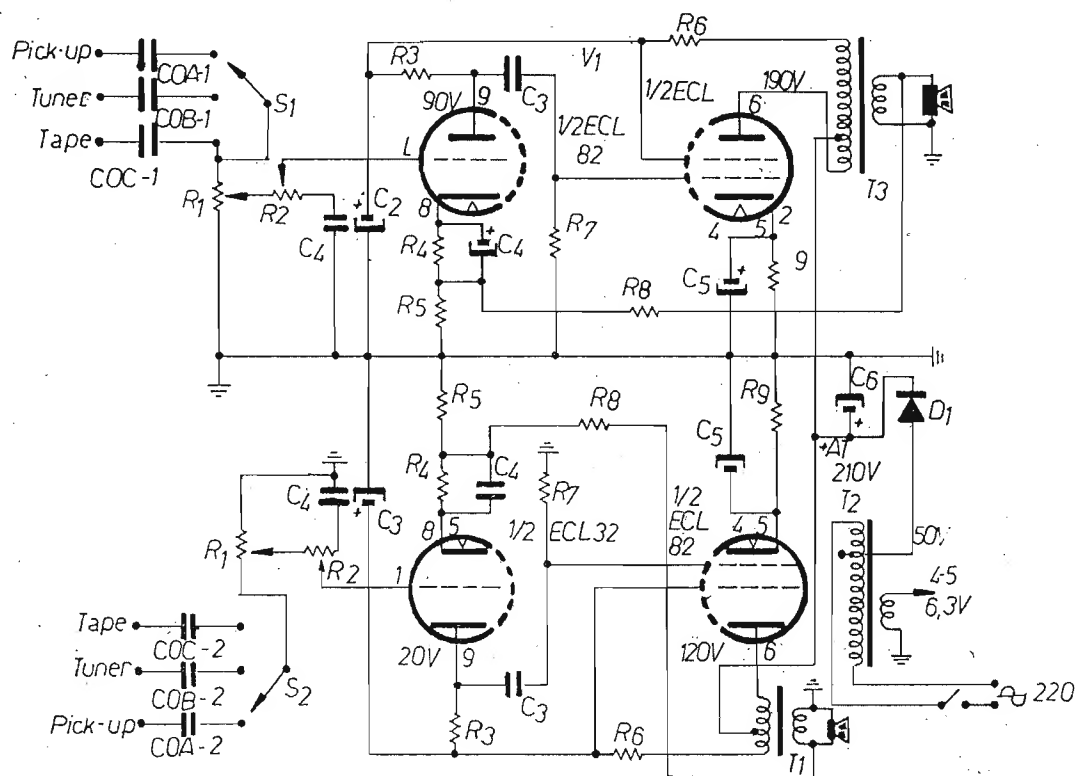 Pick-up
COA-1
Tuner
COB-1
Tape
COC-1
S1
R1
R2
C4
C2
+
R3
90V
9
C3
V1
L
1/2ECL
82
8
R4
C4
+
R5
R7
R6
1/2ECL
190V
6
4
5
2
9
C5
+
R8
T3
R5
R8
R9
C6
+
D1
+AT
210V
T2
50V
4-5
6,3V
220
C4
R4
C4
R7
C5
C3
+
8
5
1/2
ECL32
1/2
ECL
82
4
5
R1
R2
1
Tape
COC-2
Tuner
COB-2
Pick-up
COA-2
S2
20V
9
C3
R3
120V
6
R6
T1